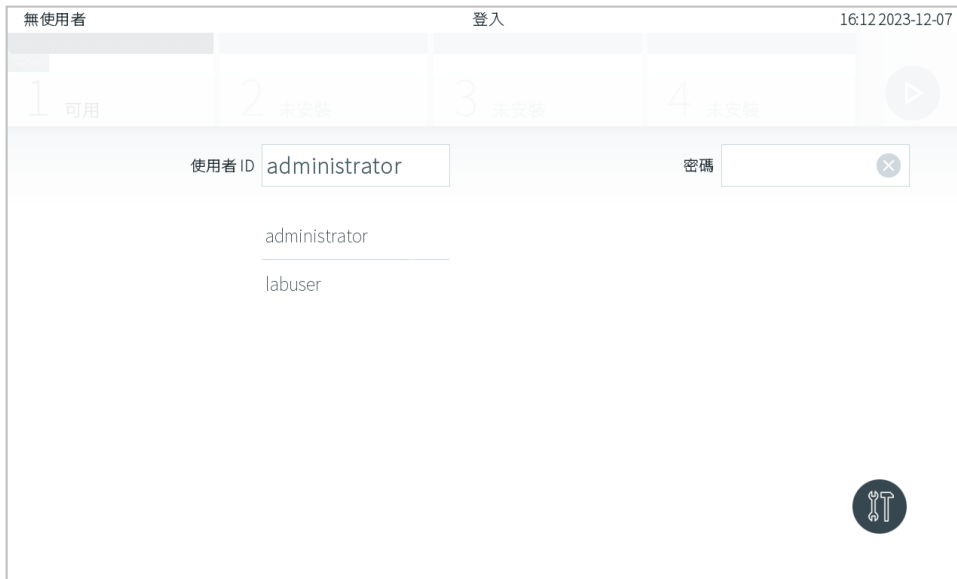 無使用者 登入 16:12 2023-12-07
1 可用 2 未安裝 3 未安裝 4 未安裝
使用者 ID administrator 密碼
administrator
labuser